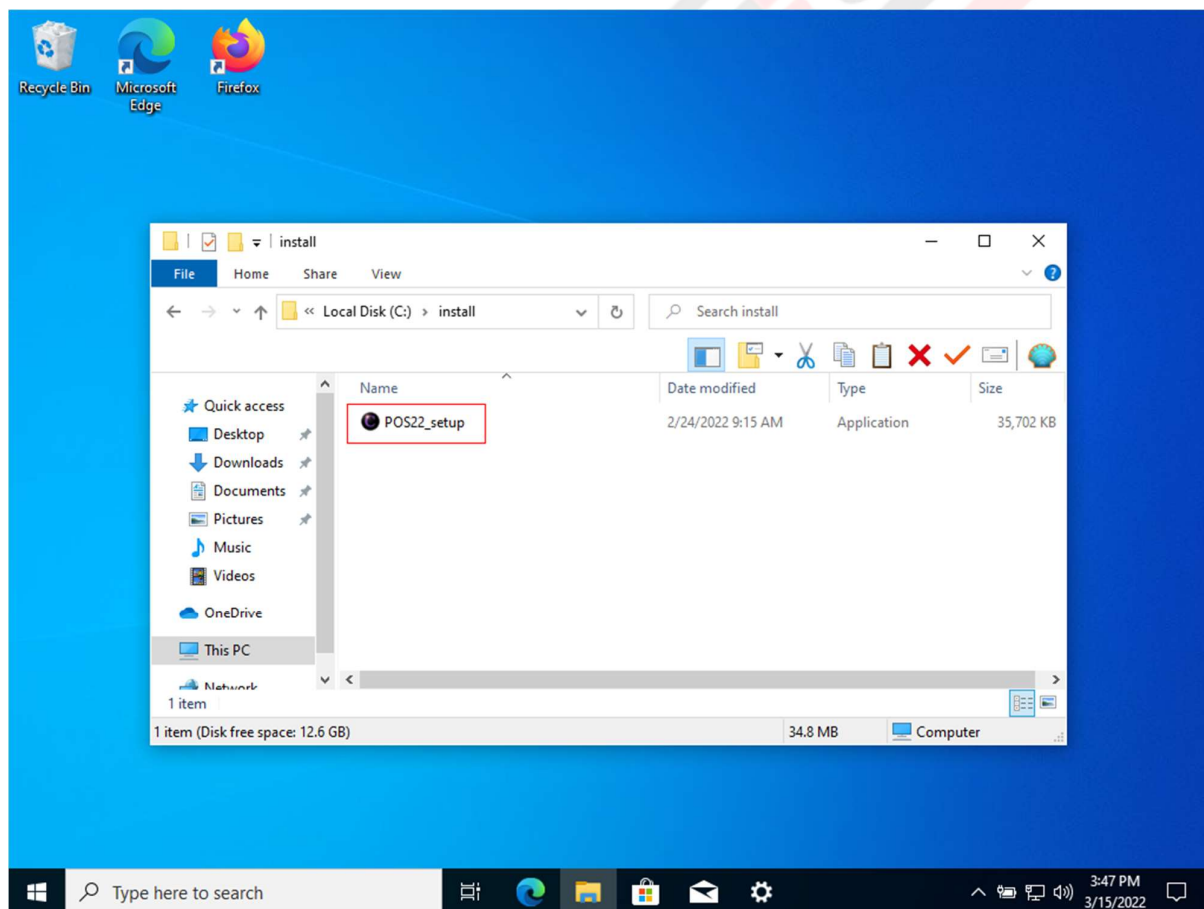 Recycle Bin
Microsoft Edge
Firefox
install
File Home Share View
« Local Disk (C:) › install
Search install
Name Date modified Type Size
POS22_setup 2/24/2022 9:15 AM Application 35,702 KB
Quick access
Desktop
Downloads
Documents
Pictures
Music
Videos
OneDrive
This PC
Network
1 item
1 item (Disk free space: 12.6 GB) 34.8 MB Computer
Type here to search
3:47 PM
3/15/2022